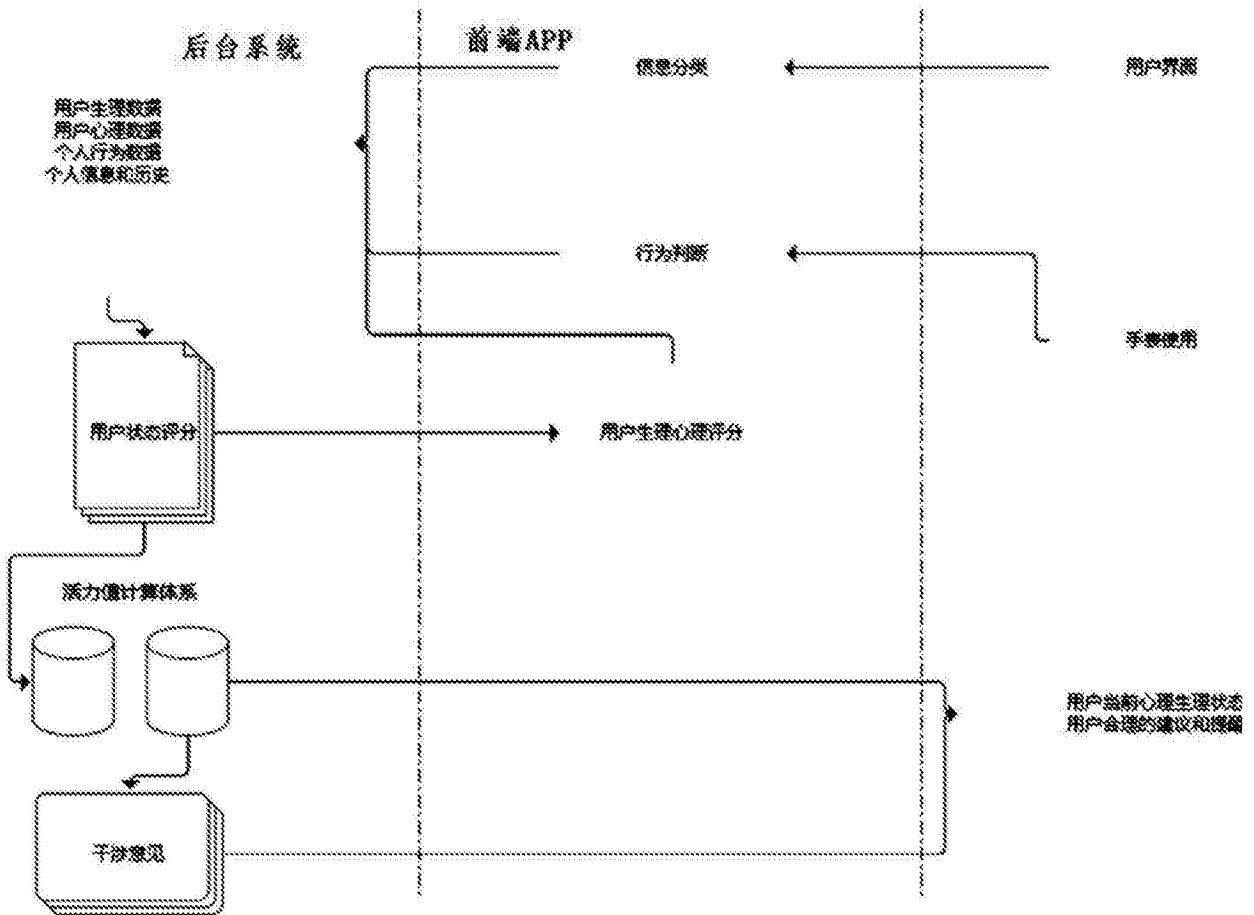 后台系统
前端APP
信息分类
用户界面
用户生理数据
用户心理数据
个人行为数据
个人信息和历史
行为判断
手表使用
用户状态评分
用户生理心理评分
活力值计算体系
用户当前心理生理状态
用户合理的建议和提醒
干涉意见